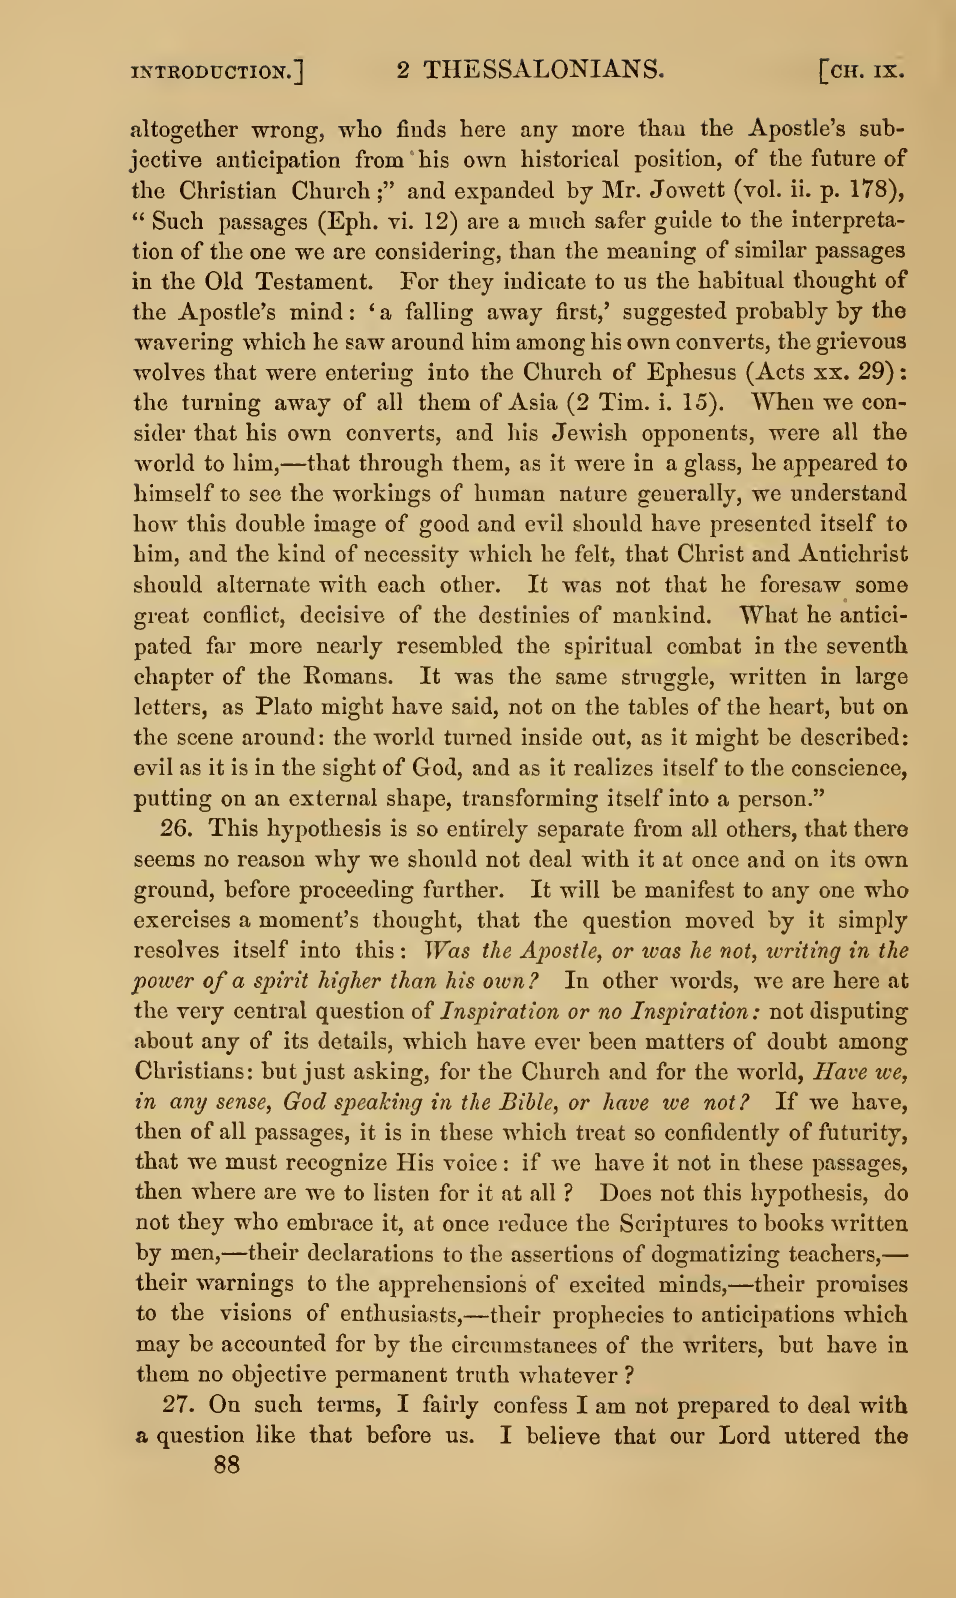 INTRODUCTION.] 2 THESSALONIANS. [CH. IX.
altogether wrong, who finds here any more than the Apostle's sub-
jective anticipation from his own historical position, of the future of
the Christian Church;" and expanded by Mr. Jowett (vol. ii. p. 178),
"Such passages (Eph. vi. 12) are a much safer guide to the interpreta-
tion of the one we are considering, than the meaning of similar passages
in the Old Testament. For they indicate to us the habitual thought of
the Apostle's mind: 'a falling away first,' suggested probably by the
wavering which he saw around him among his own converts, the grievous
wolves that were entering into the Church of Ephesus (Acts xx. 29):
the turning away of all them of Asia (2 Tim. i. 15). When we con-
sider that his own converts, and his Jewish opponents, were all the
world to him,—that through them, as it were in a glass, he appeared to
himself to see the workings of human nature generally, we understand
how this double image of good and evil should have presented itself to
him, and the kind of necessity which he felt, that Christ and Antichrist
should alternate with each other. It was not that he foresaw some
great conflict, decisive of the destinies of mankind. What he antici-
pated far more nearly resembled the spiritual combat in the seventh
chapter of the Romans. It was the same struggle, written in large
letters, as Plato might have said, not on the tables of the heart, but on
the scene around: the world turned inside out, as it might be described:
evil as it is in the sight of God, and as it realizes itself to the conscience,
putting on an external shape, transforming itself into a person."
26. This hypothesis is so entirely separate from all others, that there
seems no reason why we should not deal with it at once and on its own
ground, before proceeding further. It will be manifest to any one who
exercises a moment's thought, that the question moved by it simply
resolves itself into this: Was the Apostle, or was he not, writing in the
power of a spirit higher than his own? In other words, we are here at
the very central question of Inspiration or no Inspiration: not disputing
about any of its details, which have ever been matters of doubt among
Christians: but just asking, for the Church and for the world, Have we,
in any sense, God speaking in the Bible, or have we not? If we have,
then of all passages, it is in these which treat so confidently of futurity,
that we must recognize His voice: if we have it not in these passages,
then where are we to listen for it at all? Does not this hypothesis, do
not they who embrace it, at once reduce the Scriptures to books written
by men,—their declarations to the assertions of dogmatizing teachers,—
their warnings to the apprehensions of excited minds,—their promises
to the visions of enthusiasts,—their prophecies to anticipations which
may be accounted for by the circumstances of the writers, but have in
them no objective permanent truth whatever?
27. On such terms, I fairly confess I am not prepared to deal with
a question like that before us. I believe that our Lord uttered the
88